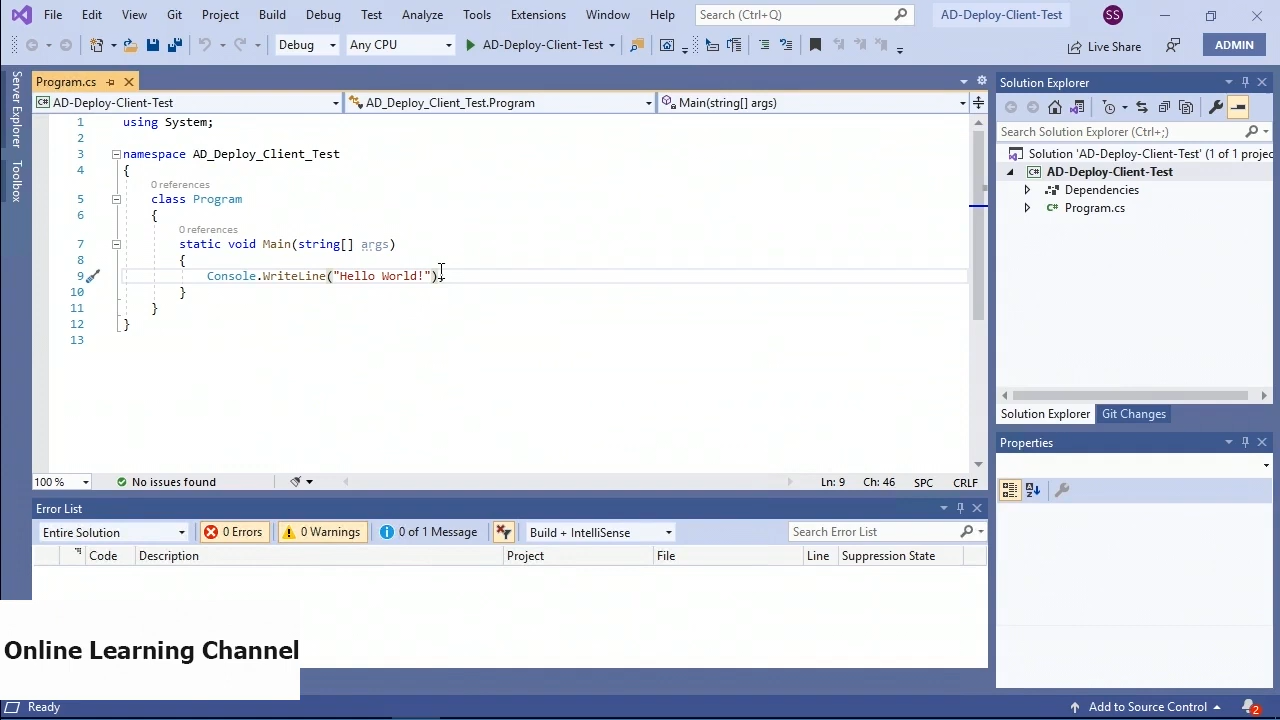 File Edit View Git Project Build Debug Test Analyze Tools Extensions Window Help Search (Ctrl+Q) AD-Deploy-Client-Test SS
Debug Any CPU AD-Deploy-Client-Test Live Share ADMIN
Server Explorer
Toolbox
Program.cs
AD-Deploy-Client-Test AD_Deploy_Client_Test.Program Main(string[] args)
1 using System;
2
3 namespace AD_Deploy_Client_Test
4 {
0 references
5 class Program
6 {
0 references
7 static void Main(string[] args)
8 {
9 Console.WriteLine("Hello World!");
10 }
11 }
12 }
13
100 % No issues found Ln: 9 Ch: 46 SPC CRLF
Error List
Entire Solution 0 Errors 0 Warnings 0 of 1 Message Build + IntelliSense Search Error List
Code Description Project File Line Suppression State
Solution Explorer
Search Solution Explorer (Ctrl+;)
Solution 'AD-Deploy-Client-Test' (1 of 1 projec
AD-Deploy-Client-Test
Dependencies
C# Program.cs
Solution Explorer Git Changes
Properties
Online Learning Channel
Ready Add to Source Control 2